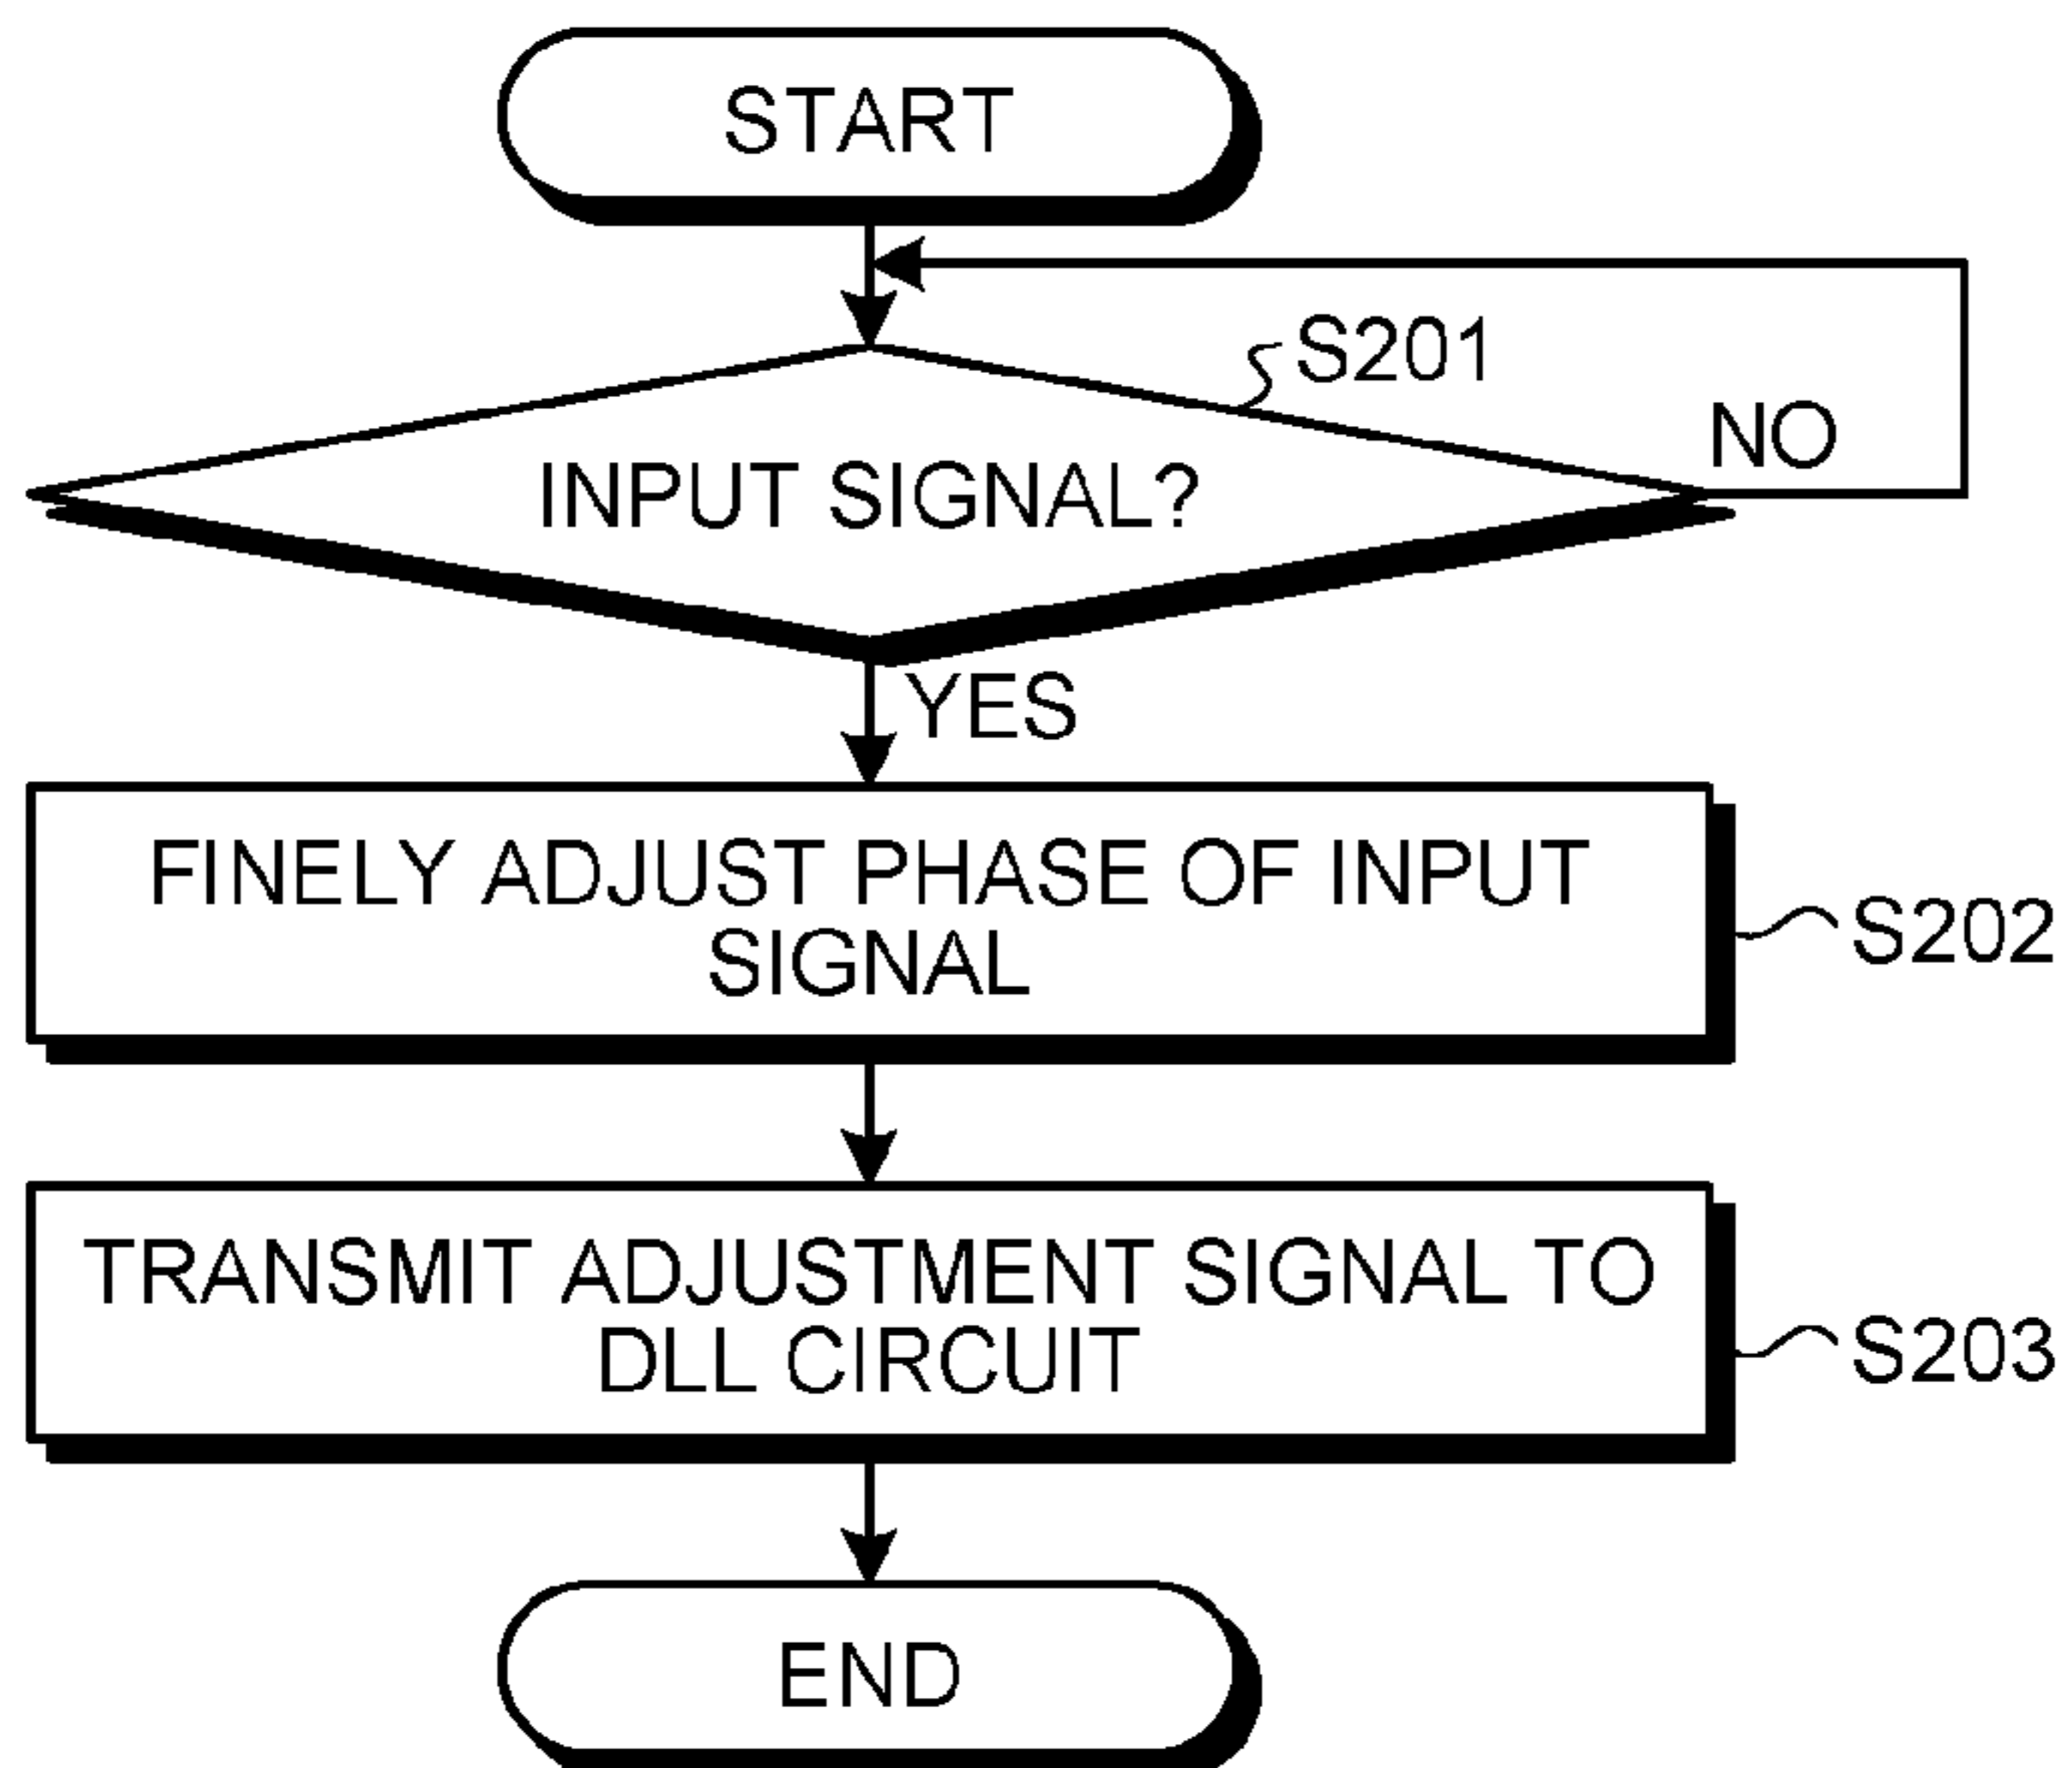 START
S201
NO
INPUT SIGNAL?
YES
FINELY ADJUST PHASE OF INPUT
SIGNAL
S202
TRANSMIT ADJUSTMENT SIGNAL TO
DLL CIRCUIT
S203
END